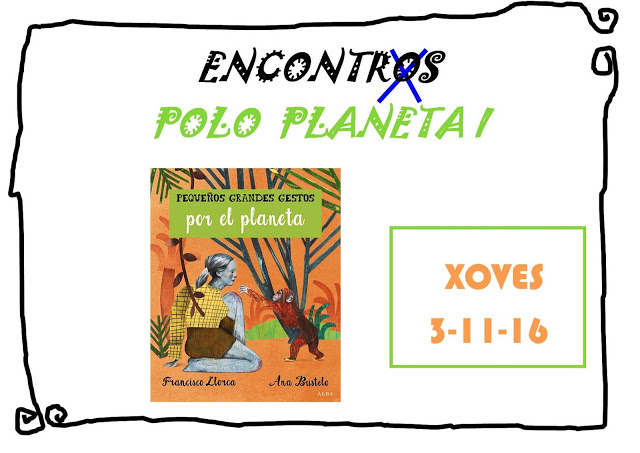 ENCONTROS
POLO PLANETA!
PEQUEÑOS GRANDES GESTOS
por el planeta
Francisco Llorca Ana Bustelo
ALBA
XOVES
3-11-16